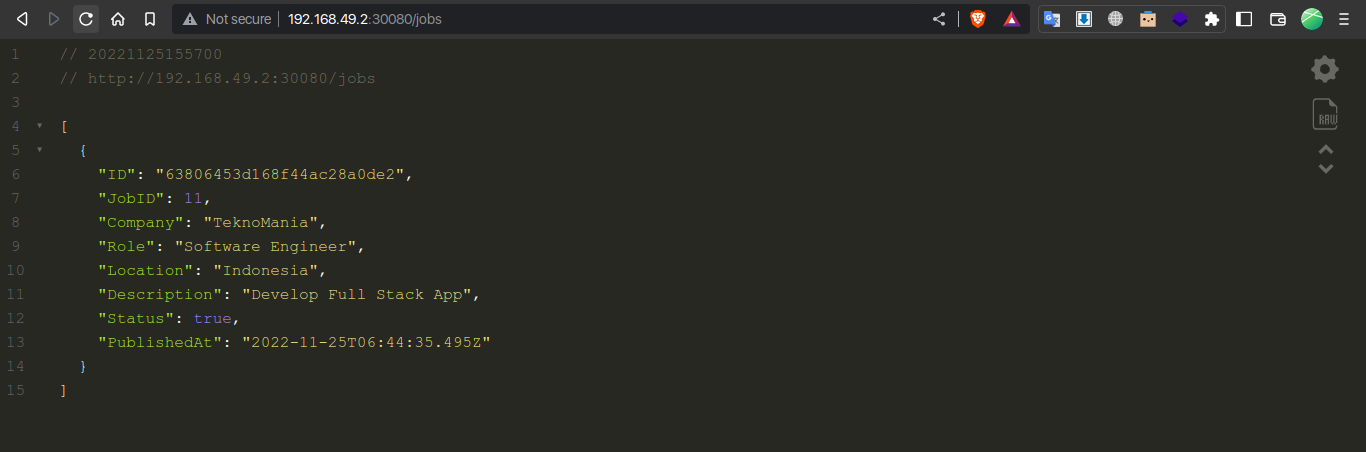 Not secure | 192.168.49.2:30080/jobs
1 // 20221125155700
2 // http://192.168.49.2:30080/jobs
3
4 [
5 {
6 "ID": "63806453d168f44ac28a0de2",
7 "JobID": 11,
8 "Company": "TeknoMania",
9 "Role": "Software Engineer",
10 "Location": "Indonesia",
11 "Description": "Develop Full Stack App",
12 "Status": true,
13 "PublishedAt": "2022-11-25T06:44:35.495Z"
14 }
15 ]
RAW